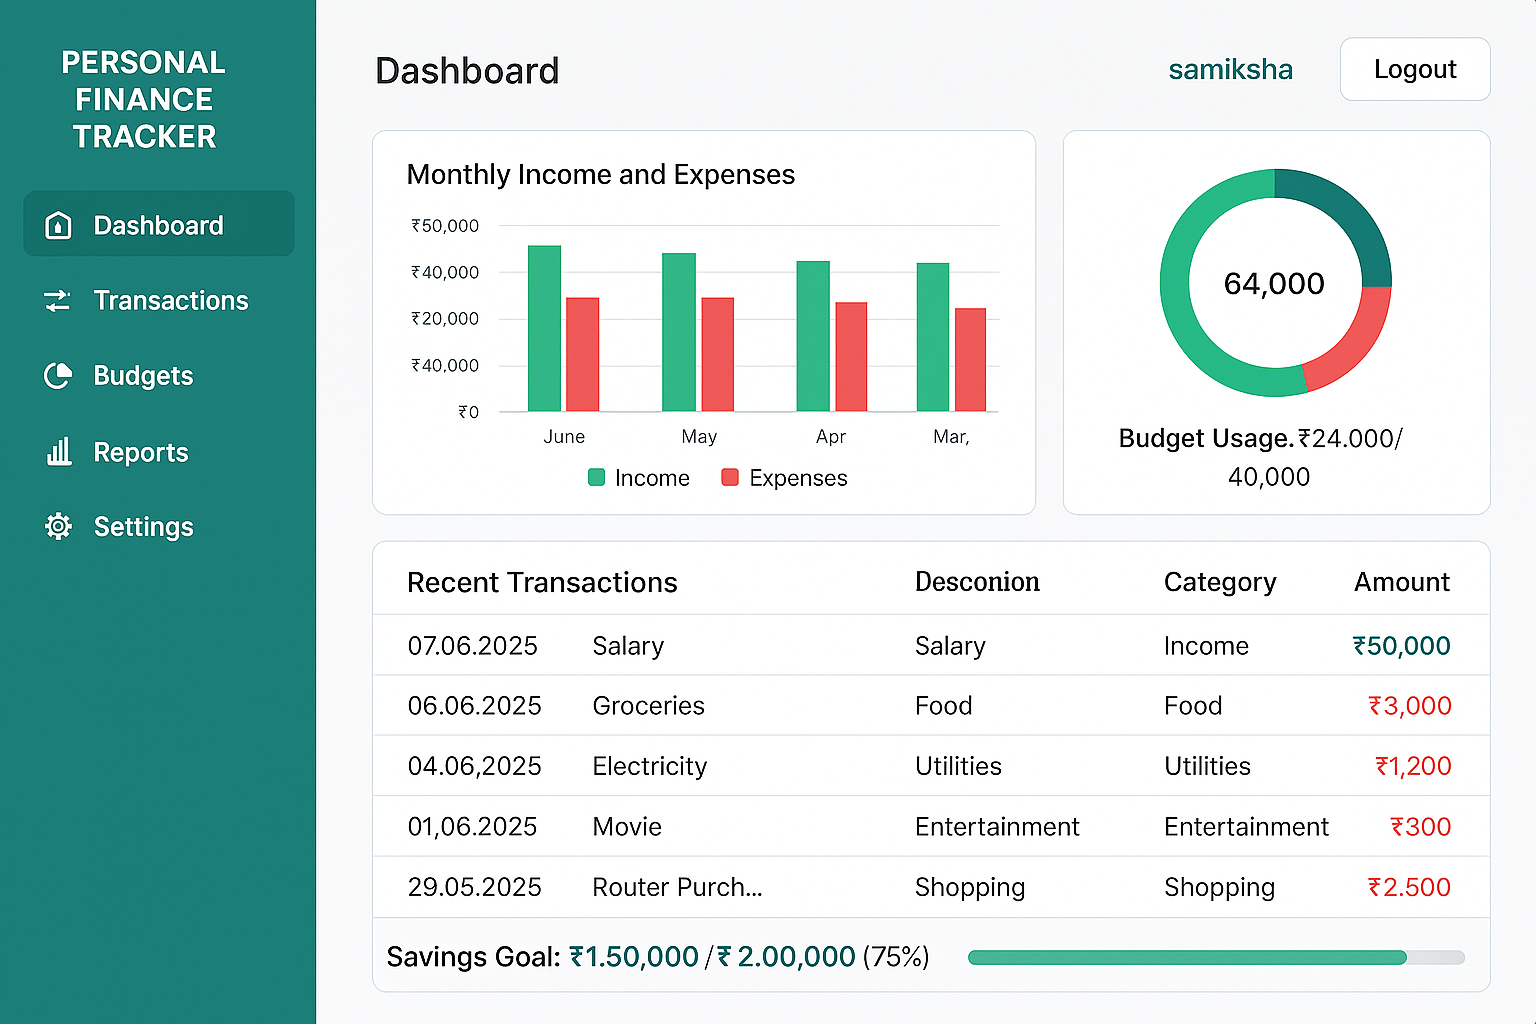 PERSONAL
FINANCE
TRACKER
Dashboard
Transactions
Budgets
Reports
Settings
Dashboard
samiksha
Logout
Monthly Income and Expenses
₹50,000
₹40,000
₹20,000
₹40,000
₹0
June May Apr Mar,
Income Expenses
64,000
Budget Usage.₹24.000/
40,000
Recent Transactions Desconion Category Amount
07.06.2025 Salary Salary Income ₹50,000
06.06.2025 Groceries Food Food ₹3,000
04.06,2025 Electricity Utilities Utilities ₹1,200
01,06.2025 Movie Entertainment Entertainment ₹300
29.05.2025 Router Purch... Shopping Shopping ₹2.500
Savings Goal: ₹1.50,000/₹ 2.00,000 (75%)